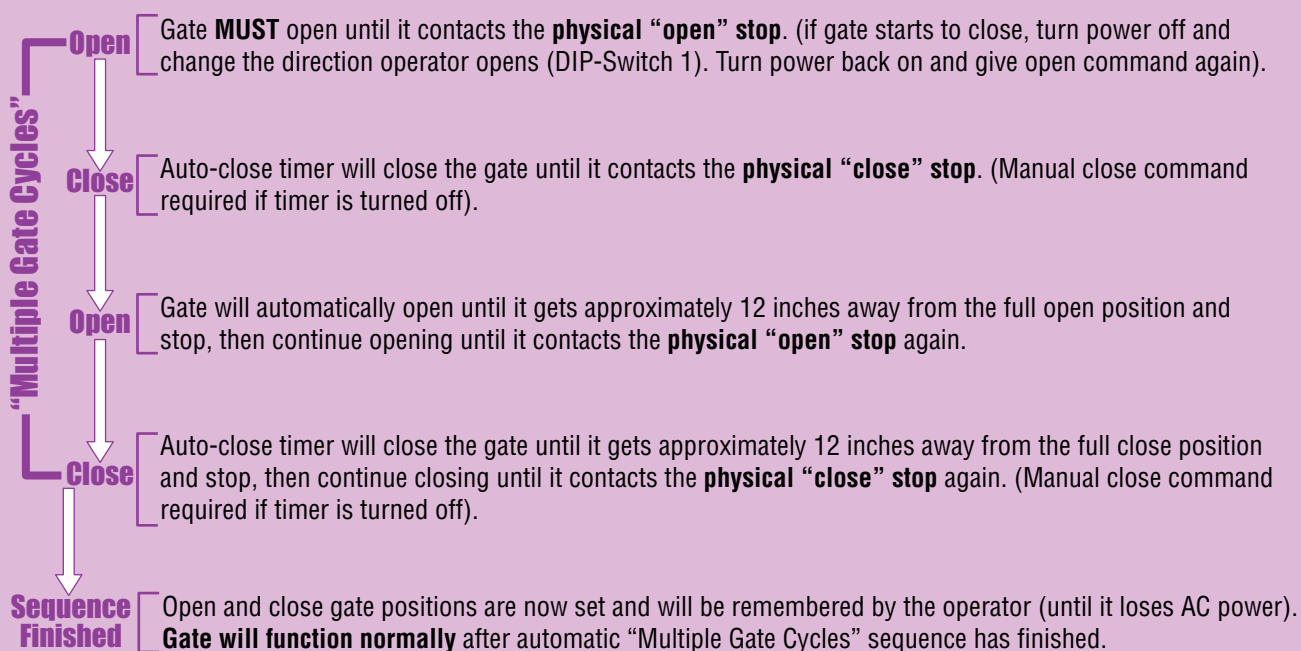 "Multiple Gate Cycles"
Open
Gate MUST open until it contacts the physical “open” stop. (if gate starts to close, turn power off and
change the direction operator opens (DIP-Switch 1). Turn power back on and give open command again).
Close
Auto-close timer will close the gate until it contacts the physical “close” stop. (Manual close command
required if timer is turned off).
Open
Gate will automatically open until it gets approximately 12 inches away from the full open position and
stop, then continue opening until it contacts the physical “open” stop again.
Close
Auto-close timer will close the gate until it gets approximately 12 inches away from the full close position
and stop, then continue closing until it contacts the physical “close” stop again. (Manual close command
required if timer is turned off).
Sequence
Finished
Open and close gate positions are now set and will be remembered by the operator (until it loses AC power).
Gate will function normally after automatic “Multiple Gate Cycles” sequence has finished.